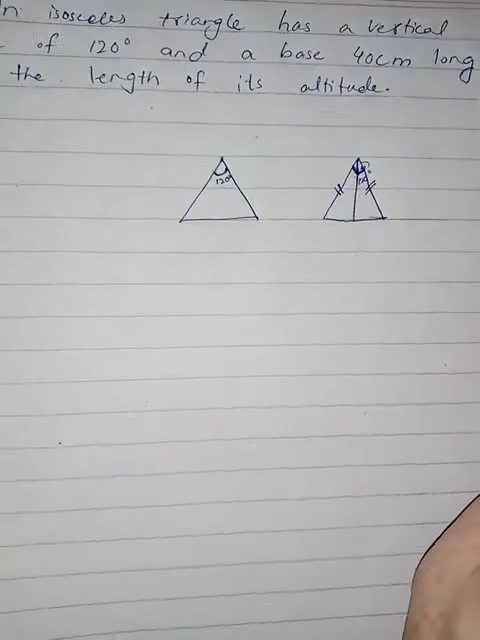 n isosceles triangle has a vertical
of 120° and a base 40cm long
the length of its altitude.
120°